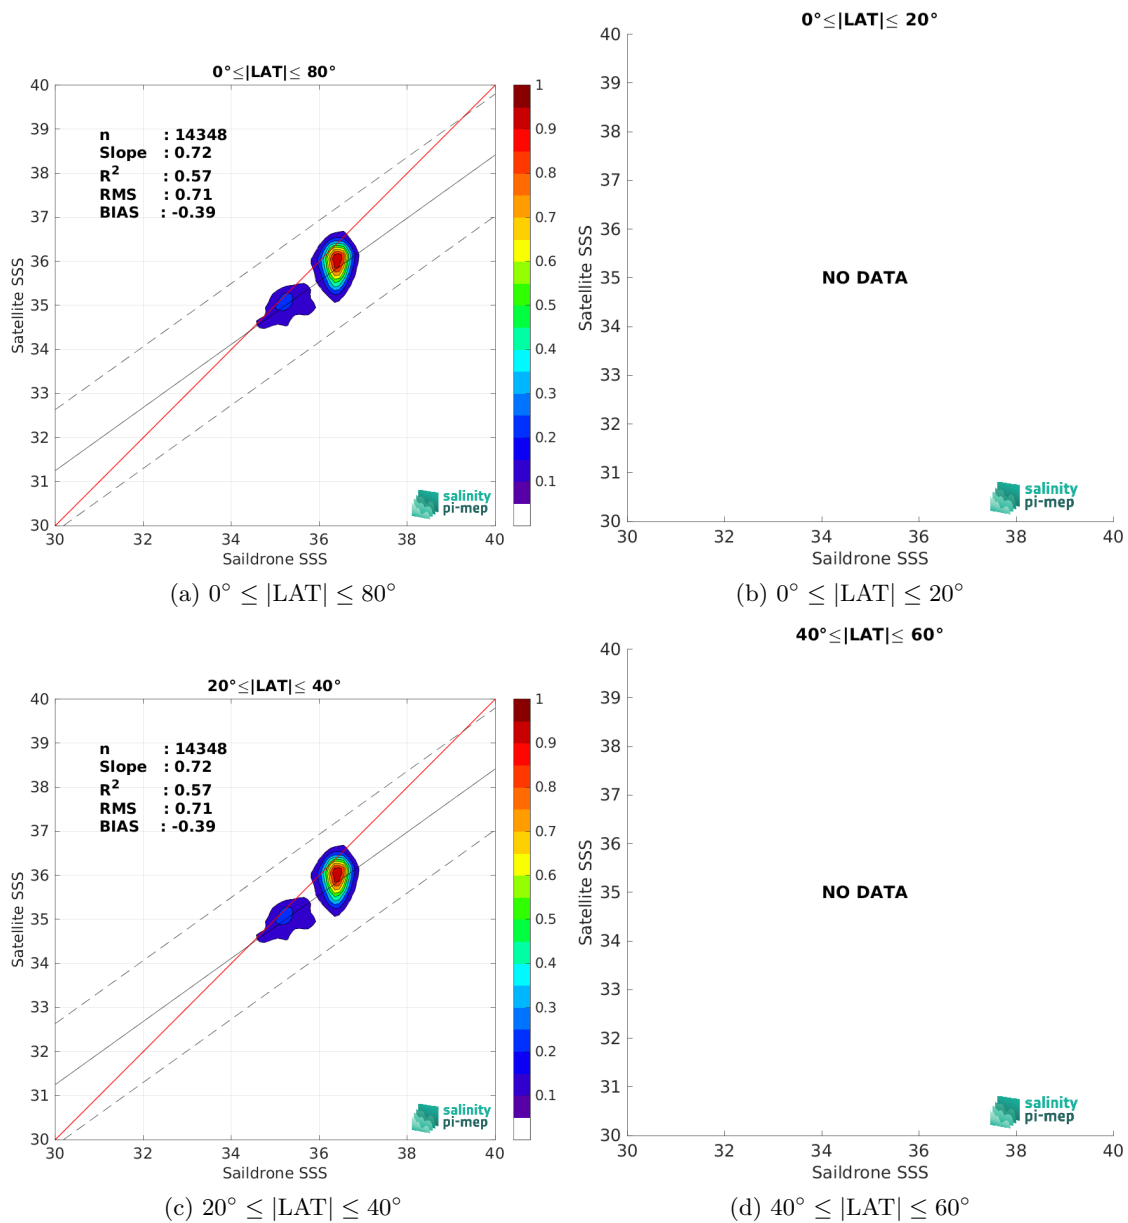 0°≤|LAT|≤ 80°
40
39
38
37
36
35
34
33
32
31
30
Satellite SSS
n : 14348
Slope : 0.72
R² : 0.57
RMS : 0.71
BIAS : -0.39
salinity
pi-mep
30 32 34 36 38 40
Saildrone SSS
1
0.9
0.8
0.7
0.6
0.5
0.4
0.3
0.2
0.1
(a) 0° ≤ |LAT| ≤ 80°
0°≤|LAT|≤ 20°
40
39
38
37
36
35
34
33
32
31
30
Satellite SSS
NO DATA
salinity
pi-mep
30 32 34 36 38 40
Saildrone SSS
(b) 0° ≤ |LAT| ≤ 20°
20°≤|LAT|≤ 40°
40
39
38
37
36
35
34
33
32
31
30
Satellite SSS
n : 14348
Slope : 0.72
R² : 0.57
RMS : 0.71
BIAS : -0.39
salinity
pi-mep
30 32 34 36 38 40
Saildrone SSS
1
0.9
0.8
0.7
0.6
0.5
0.4
0.3
0.2
0.1
(c) 20° ≤ |LAT| ≤ 40°
40°≤|LAT|≤ 60°
40
39
38
37
36
35
34
33
32
31
30
Satellite SSS
NO DATA
salinity
pi-mep
30 32 34 36 38 40
Saildrone SSS
(d) 40° ≤ |LAT| ≤ 60°